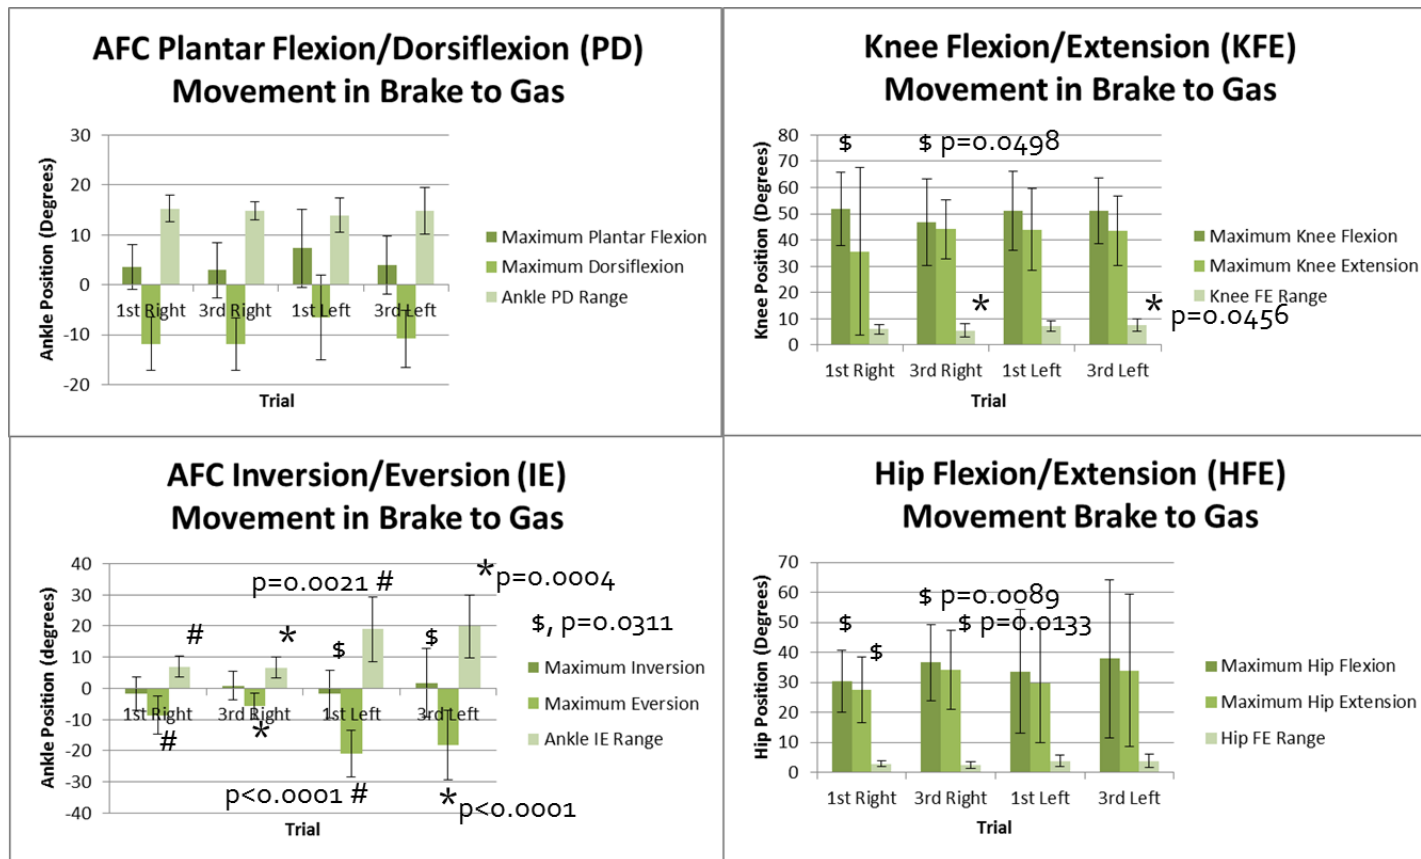 AFC Plantar Flexion/Dorsiflexion (PD)
Movement in Brake to Gas
Ankle Position (Degrees)
30
20
10
0
-10
-20
1st Right
3rd Right
1st Left
3rd Left
Trial
Maximum Plantar Flexion
Maximum Dorsiflexion
Ankle PD Range
Knee Flexion/Extension (KFE)
Movement in Brake to Gas
Knee Position (Degrees)
80
70
60
50
40
30
20
10
0
$
$ p=0.0498
*
*
p=0.0456
1st Right
3rd Right
1st Left
3rd Left
Trial
Maximum Knee Flexion
Maximum Knee Extension
Knee FE Range
AFC Inversion/Eversion (IE)
Movement in Brake to Gas
Ankle Position (degrees)
40
30
20
10
0
-10
-20
-30
-40
p=0.0021 #
*p=0.0004
$, p=0.0311
#
*
$
$
1st Right
3rd Right
1st Left
3rd Left
#
*
p<0.0001 #
*p<0.0001
Trial
Maximum Inversion
Maximum Eversion
Ankle IE Range
Hip Flexion/Extension (HFE)
Movement Brake to Gas
Hip Position (Degrees)
70
60
50
40
30
20
10
0
$ p=0.0089
$
$ p=0.0133
$
1st Right
3rd Right
1st Left
3rd Left
Trial
Maximum Hip Flexion
Maximum Hip Extension
Hip FE Range